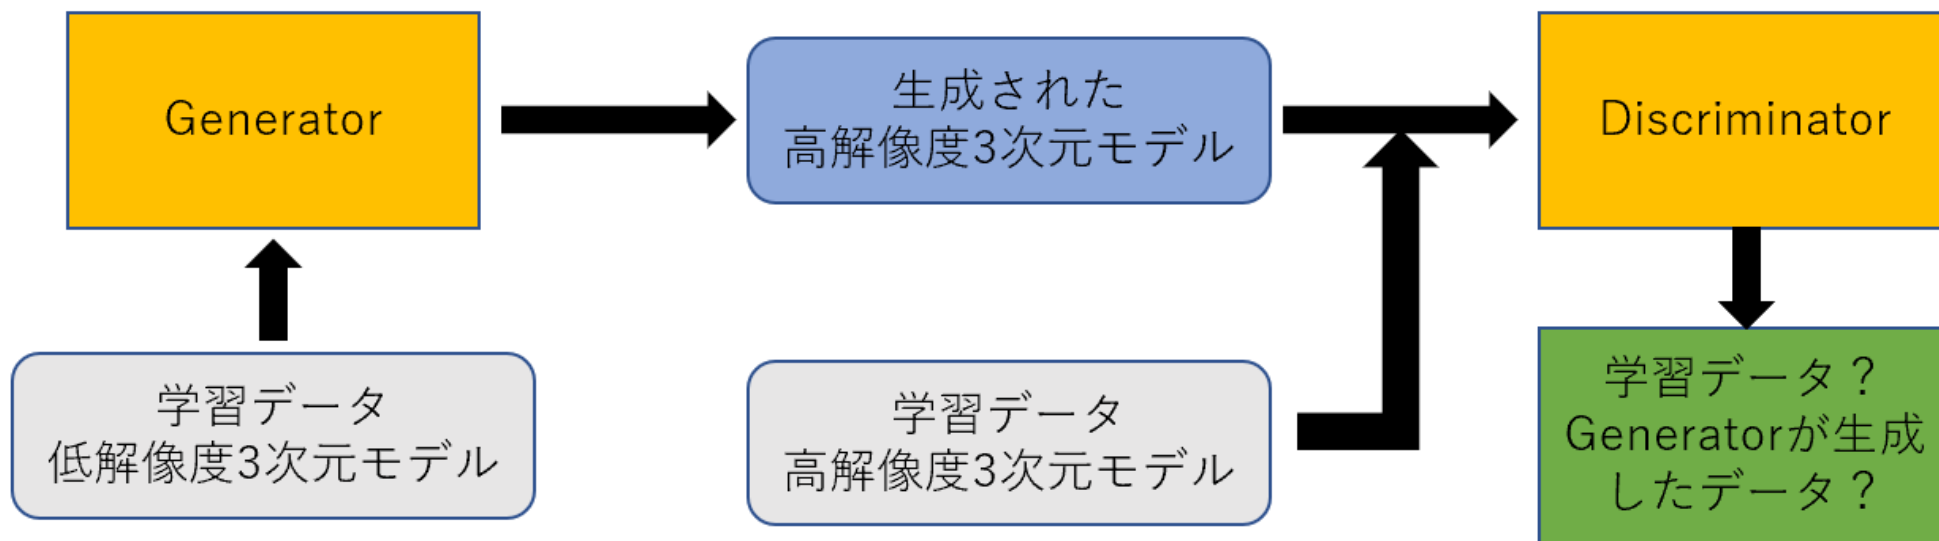 Generator
生成された
高解像度3次元モデル
Discriminator
学習データ
低解像度3次元モデル
学習データ
高解像度3次元モデル
学習データ？
Generatorが生成
したデータ？